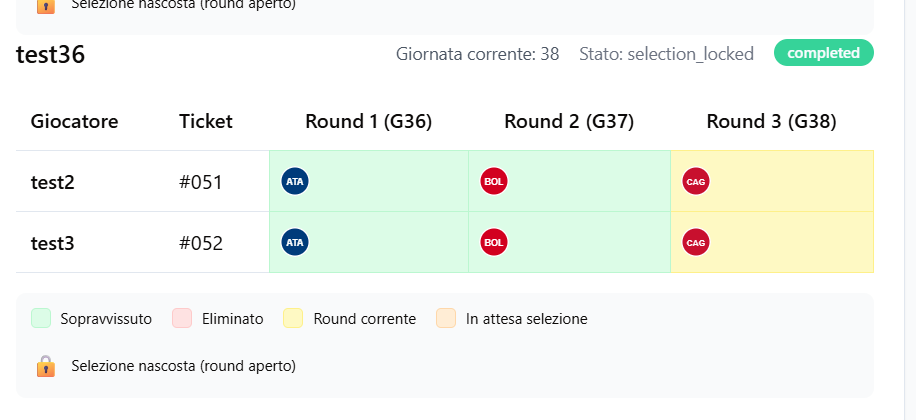 Selezione nascosta (round aperto)
test36 Giornata corrente: 38 Stato: selection_locked completed
Giocatore Ticket Round 1 (G36) Round 2 (G37) Round 3 (G38)
test2 #051 ATA BOL CAG
test3 #052 ATA BOL CAG
Sopravvissuto Eliminato Round corrente In attesa selezione
Selezione nascosta (round aperto)